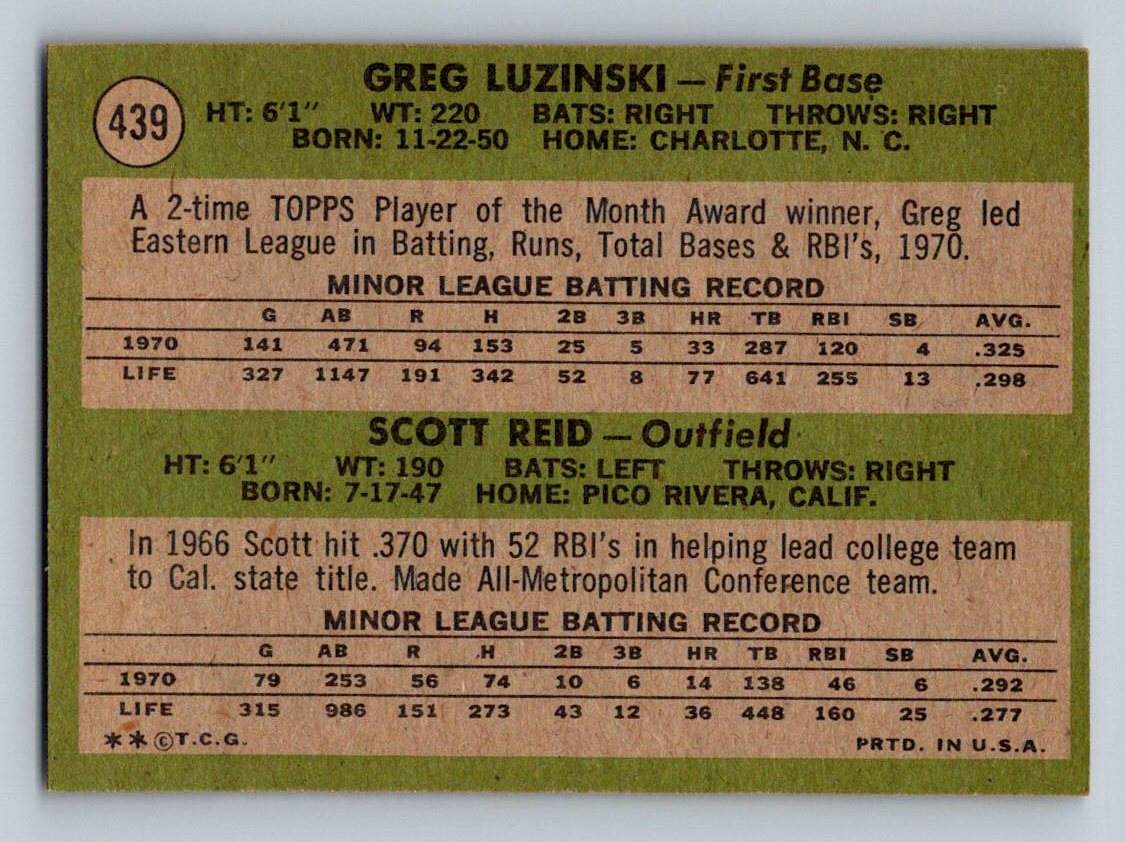 439
GREG LUZINSKI — First Base
HT: 6'1" WT: 220 BATS: RIGHT THROWS: RIGHT
BORN: 11-22-50 HOME: CHARLOTTE, N. C.
A 2-time TOPPS Player of the Month Award winner, Greg led
Eastern League in Batting, Runs, Total Bases & RBI's, 1970.
MINOR LEAGUE BATTING RECORD
G AB R H 2B 3B HR TB RBI SB AVG.
1970 141 471 94 153 25 5 33 287 120 4 .325
LIFE 327 1147 191 342 52 8 77 641 255 13 .298
SCOTT REID — Outfield
HT: 6'1" WT: 190 BATS: LEFT THROWS: RIGHT
BORN: 7-17-47 HOME: PICO RIVERA, CALIF.
In 1966 Scott hit .370 with 52 RBI's in helping lead college team
to Cal. state title. Made All-Metropolitan Conference team.
MINOR LEAGUE BATTING RECORD
G AB R H 2B 3B HR TB RBI SB AVG.
1970 79 253 56 74 10 6 14 138 46 6 .292
LIFE 315 986 151 273 43 12 36 448 160 25 .277
**©T.C.G. PRTD. IN U.S.A.